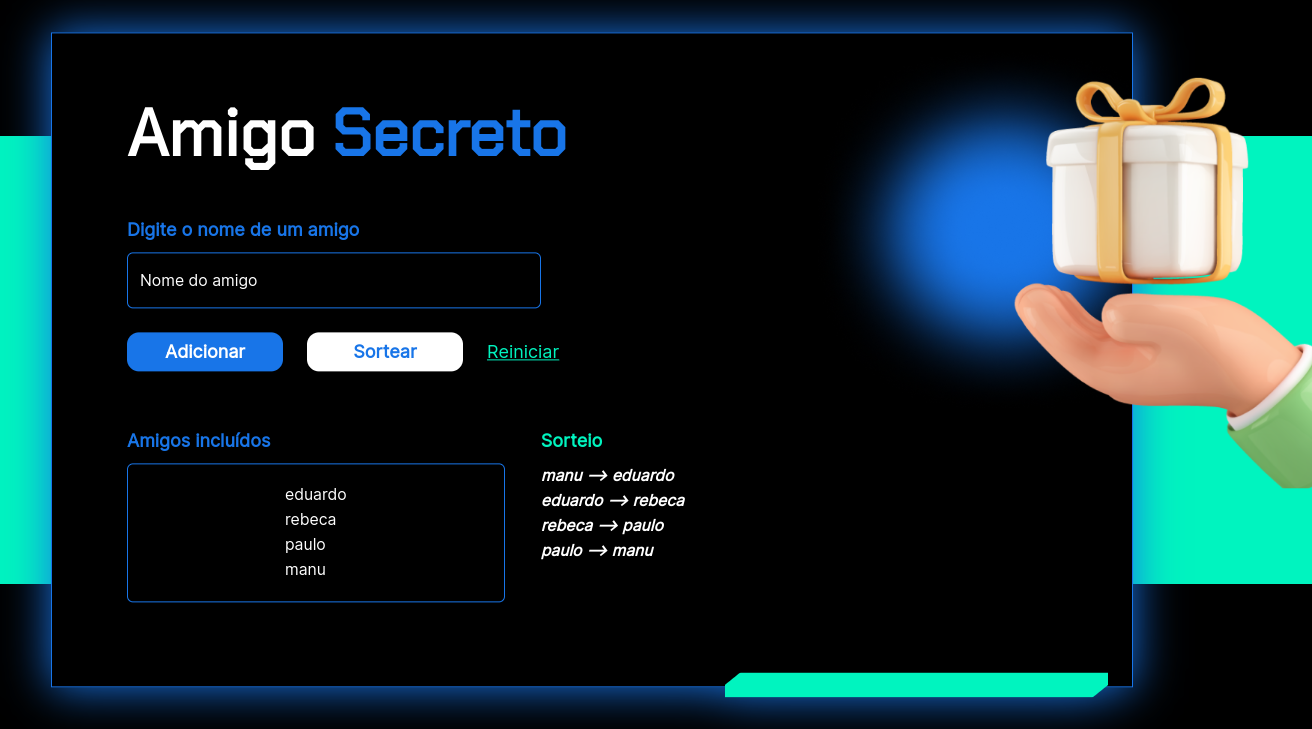 Amigo Secreto
Digite o nome de um amigo
Nome do amigo
Adicionar
Sortear
Reiniciar
Amigos incluídos
eduardo
rebeca
paulo
manu
Sorteio
manu --> eduardo
eduardo --> rebeca
rebeca --> paulo
paulo --> manu